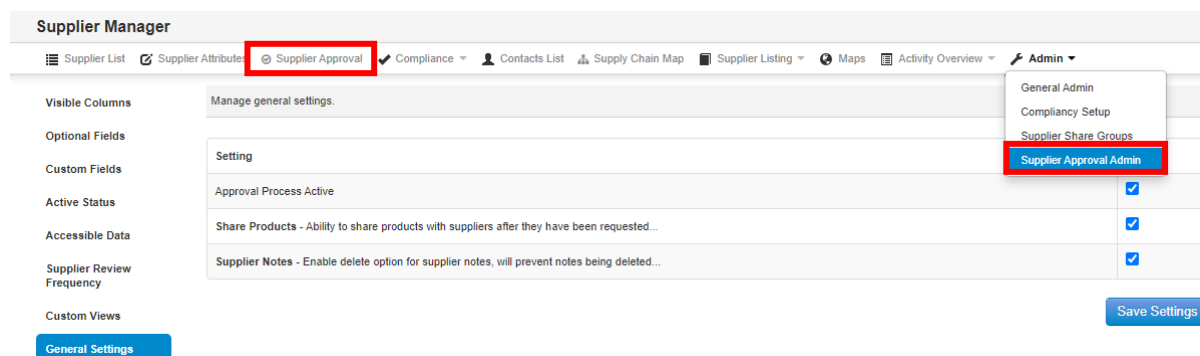 Supplier Manager
Supplier List Supplier Attributes Supplier Approval Compliance Contacts List Supply Chain Map Supplier Listing Maps Activity Overview Admin
General Admin
Compliancy Setup
Supplier Share Groups
Supplier Approval Admin
Visible Columns
Optional Fields
Custom Fields
Active Status
Accessible Data
Supplier Review
Frequency
Custom Views
General Settings
Manage general settings.
Setting
Approval Process Active
Share Products - Ability to share products with suppliers after they have been requested...
Supplier Notes - Enable delete option for supplier notes, will prevent notes being deleted...
Save Settings